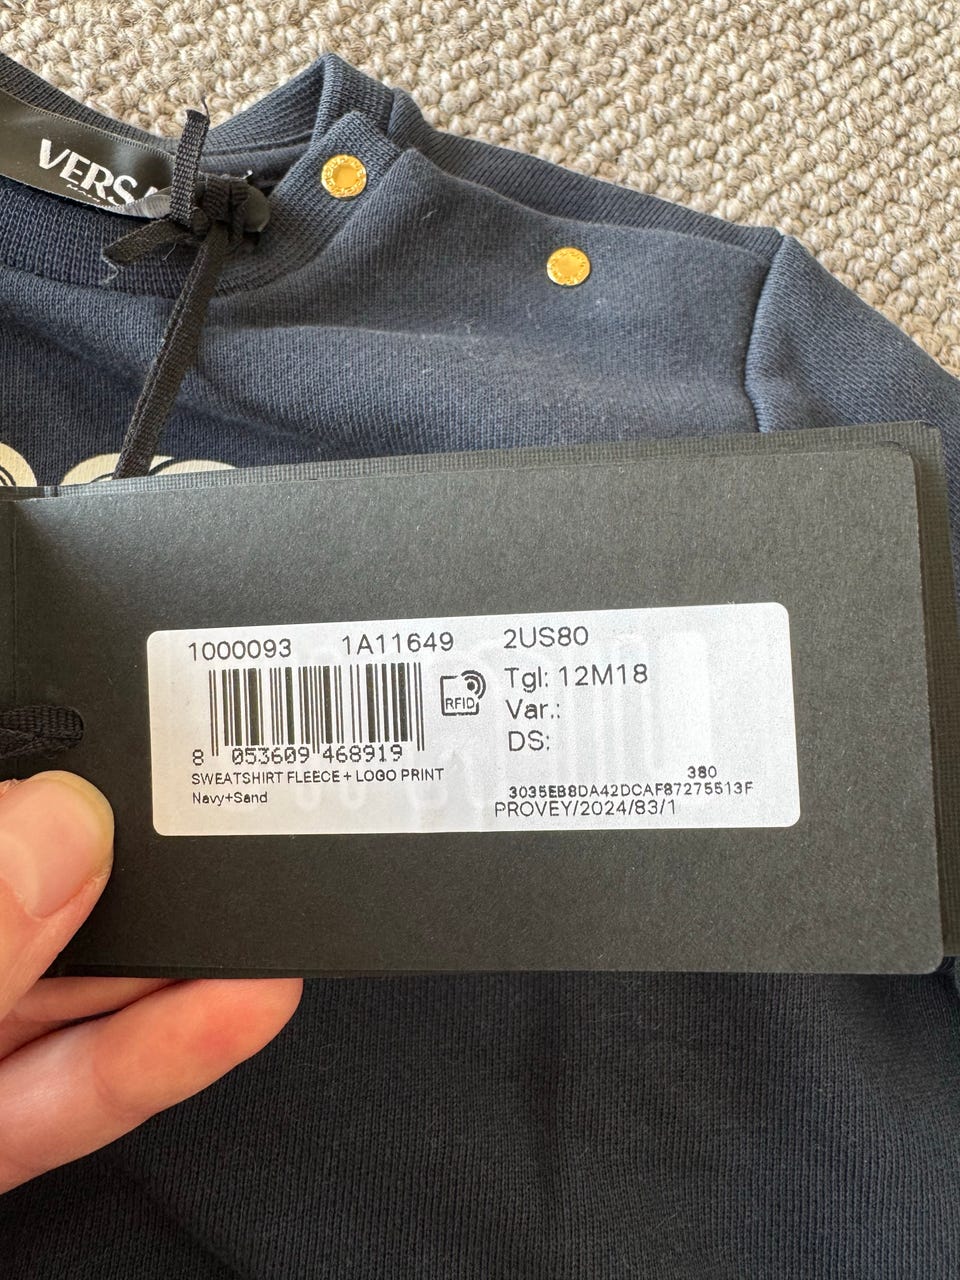 1000093 1A11649 2US80
Tgl: 12M18
Var.:
DS:
RFID
8 053609 468919
SWEATSHIRT FLEECE + LOGO PRINT
Navy+Sand
380
3035EB8DA42DCAF87275513F
PROVEY/2024/83/1